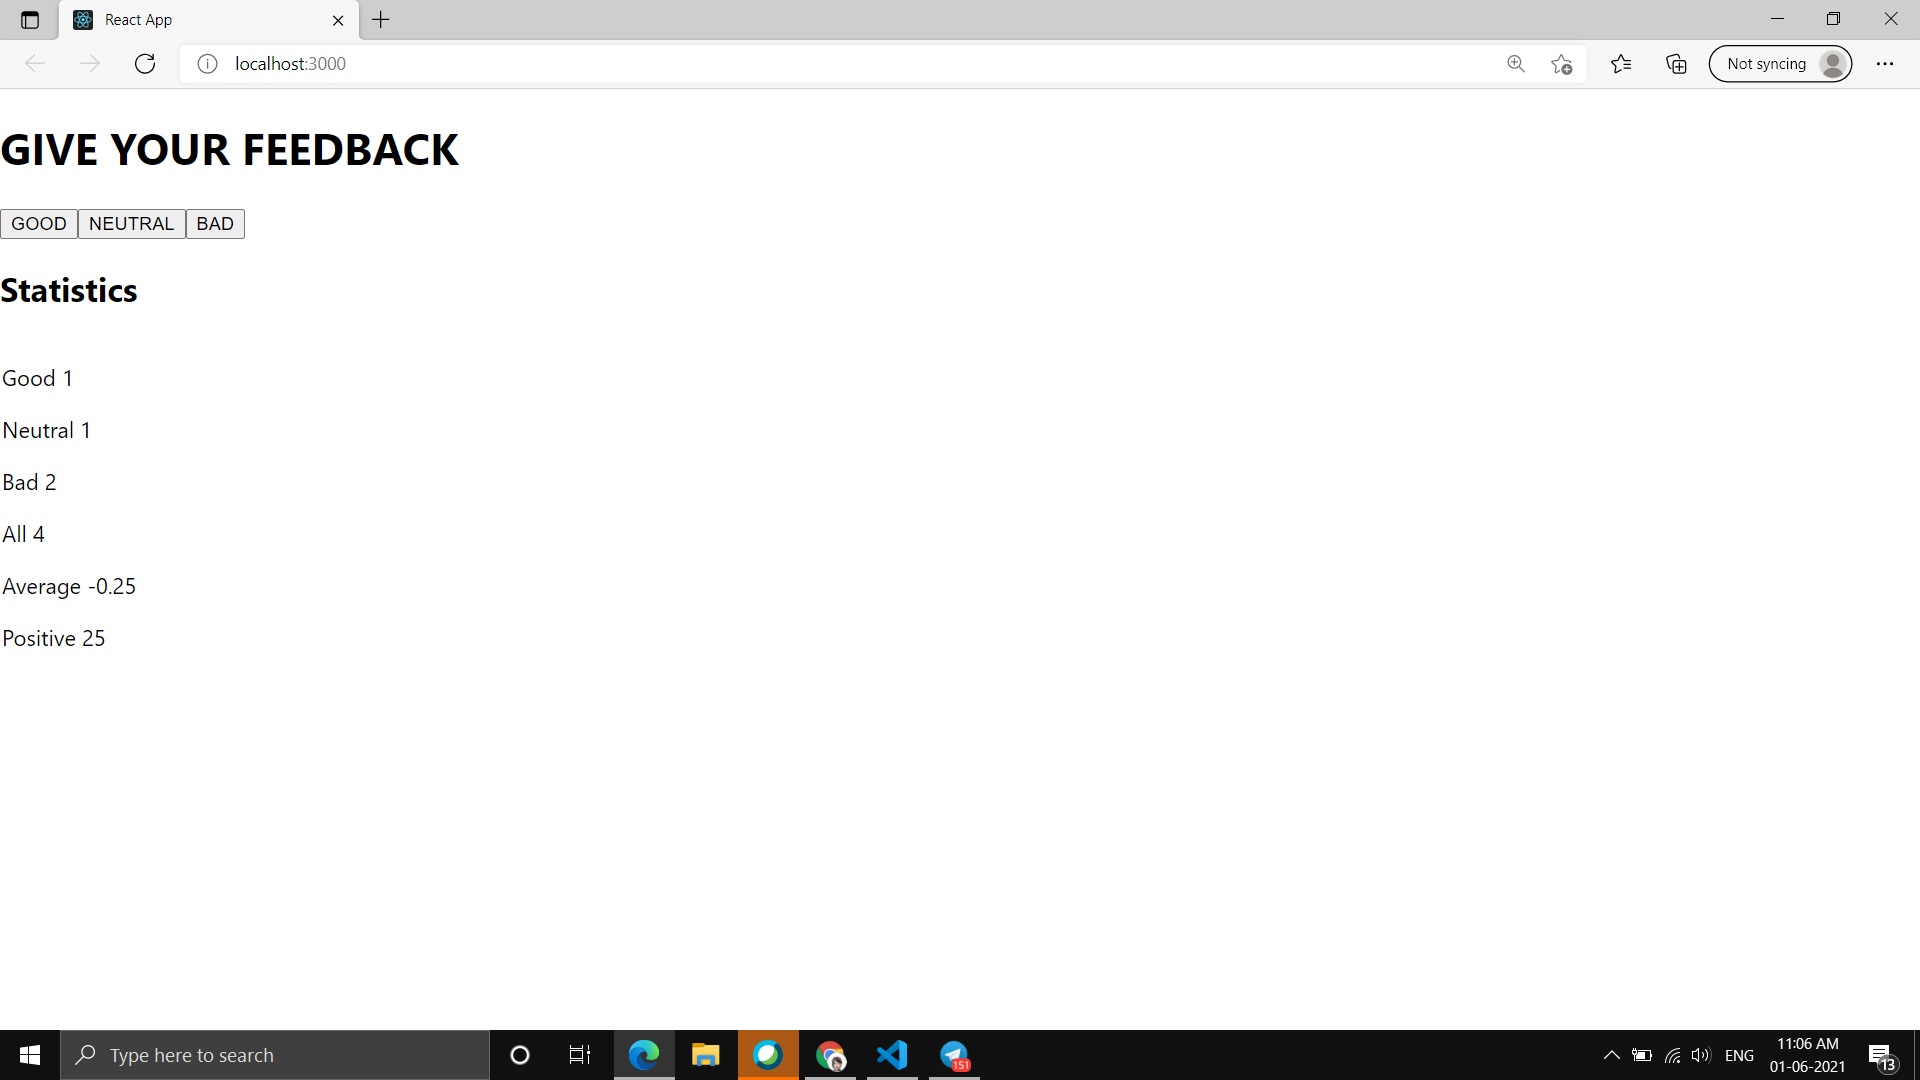 React App
localhost:3000
Not syncing
GIVE YOUR FEEDBACK
GOOD NEUTRAL BAD
Statistics
Good 1
Neutral 1
Bad 2
All 4
Average -0.25
Positive 25
Type here to search
151
ENG
11:06 AM
01-06-2021
13